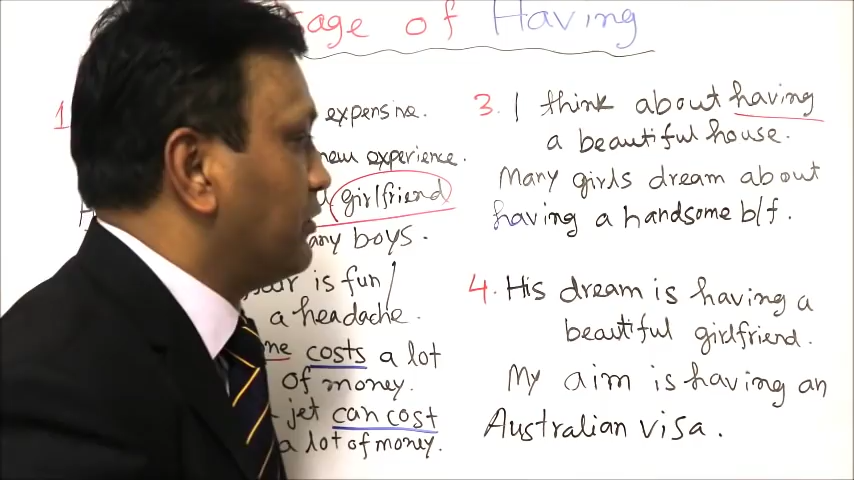 of Having
1
expensive.
new experience.
girlfriend
boys.
is fun/
a headache.
costs a lot
of money.
jet can cost
a lot of money.
3. I think about having
a beautiful house.
Many girls dream about
having a handsome b/f.
4. His dream is having a
beautiful girlfriend.
My aim is having an
Australian visa.